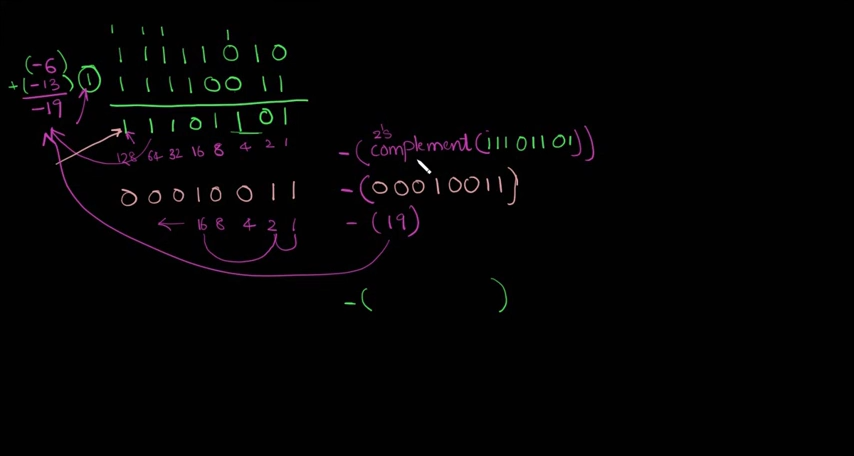 1 1 1 1
(-6) 1 1 1 1 1 0 1 0
+(-13) 1 1 1 1 1 0 0 1 1
-19 1 1 1 0 1 1 0 1
128 64 32 16 8 4 2 1
-(2's complement(11101101))
0 0 0 1 0 0 1 1 -(00010011)
16 8 4 2 1 -(19)
-( )